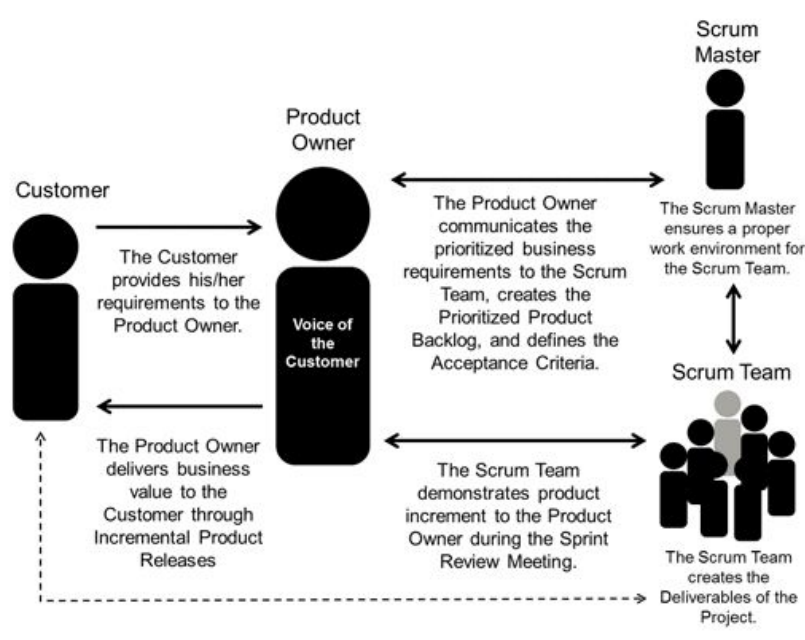 Scrum
Master
Product
Owner
Customer
The Customer
provides his/her
requirements to the
Product Owner.
Voice of
the
Customer
The Product Owner
communicates the
prioritized business
requirements to the Scrum
Team, creates the
Prioritized Product
Backlog, and defines the
Acceptance Criteria.
The Scrum Master
ensures a proper
work environment for
the Scrum Team.
Scrum Team
The Product Owner
delivers business
value to the
Customer through
Incremental Product
Releases
The Scrum Team
demonstrates product
increment to the Product
Owner during the Sprint
Review Meeting.
The Scrum Team
creates the
Deliverables of the
Project.